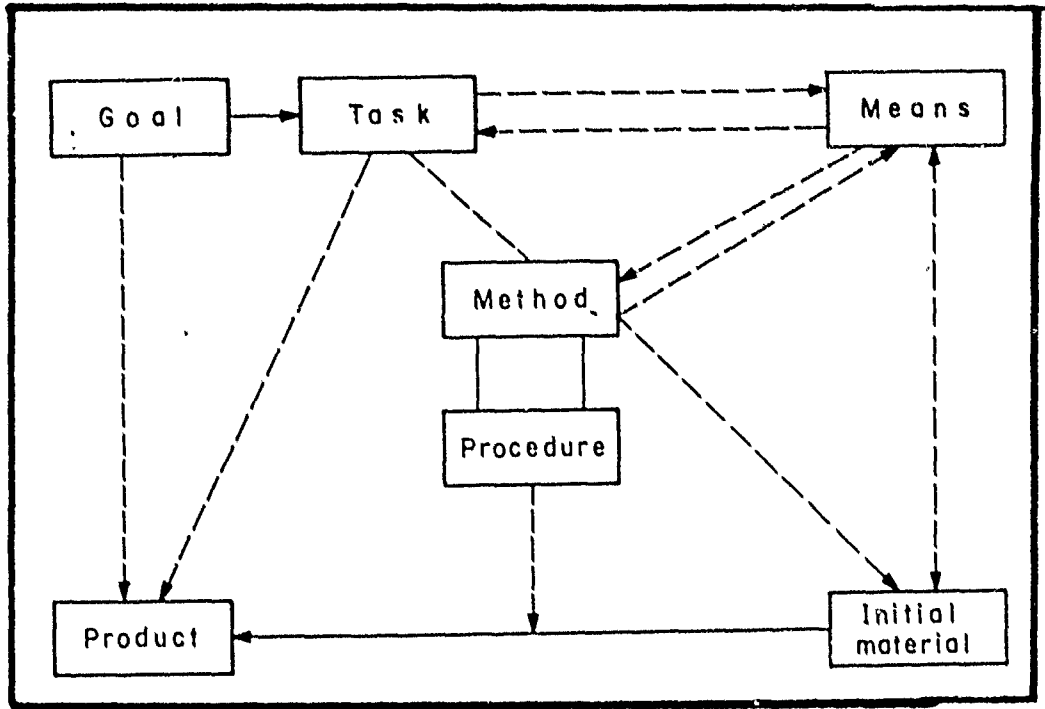 Goal
Task
Means
Method
Procedure
Product
Initial
material